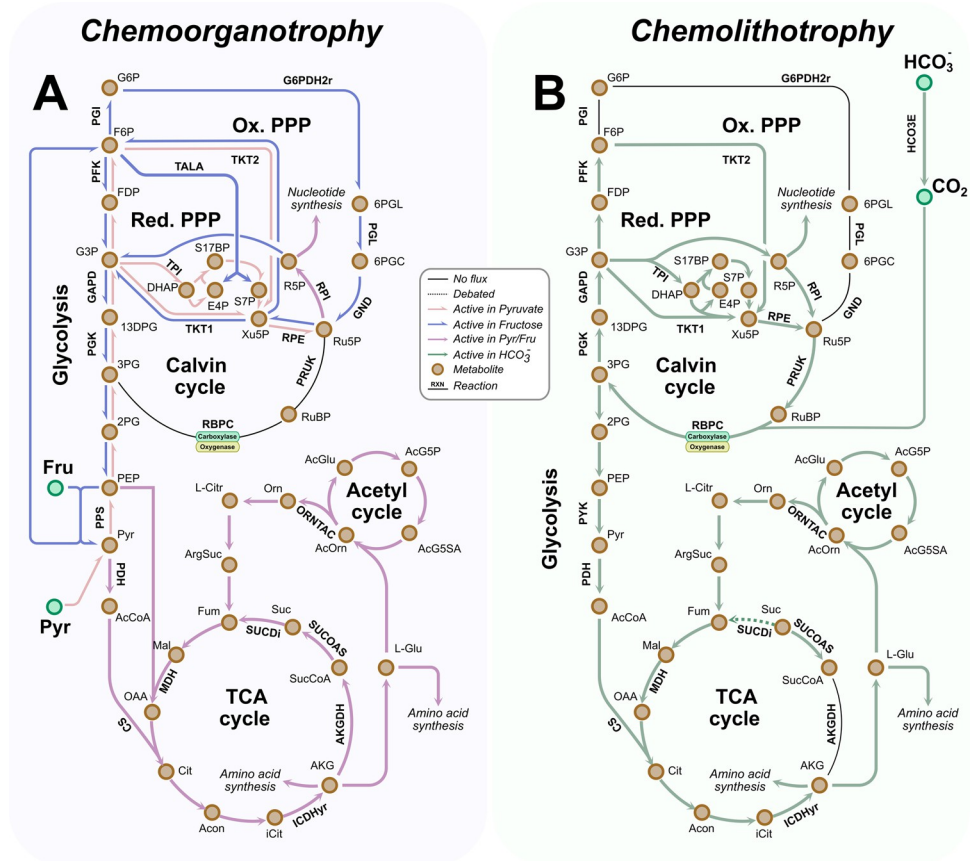 Chemoorganotrophy
A
G6P
G6PDH2r
PGI
F6P
Ox. PPP
TKT2
TALA
PFK
FDP
Nucleotide
synthesis
6PGL
Red. PPP
PGL
G3P
S17BP
6PGC
TPI
R5P
GAPD
DHAP
E4P
S7P
RPI
GND
13DPG
TKT1
Xu5P
RPE
Ru5P
Glycolysis
PGK
Calvin
cycle
PRUK
3PG
RuBP
RBPC
Carboxylase
Oxygenase
2PG
Fru
PEP
PPS
Pyr
PDH
Pyr
AcCoA
AcGlu
AcG5P
Acetyl
cycle
L-Citr
Orn
ORNTAC
AcOrn
AcG5SA
ArgSuc
Fum
Suc
SUCDi
SUCOAS
Mal
MDH
SucCoA
L-Glu
OAA
TCA
cycle
CS
AKGDH
Amino acid
synthesis
Cit
Amino acid
synthesis
AKG
Acon
iCit
ICDHyr
No flux
Debated
Active in Pyruvate
Active in Fructose
Active in Pyr/Fru
Active in HCO3-
Metabolite
RXN Reaction
Chemolithotrophy
B
G6P
G6PDH2r
HCO3-
PGI
F6P
Ox. PPP
TKT2
HCO3E
PFK
FDP
Nucleotide
synthesis
6PGL
CO2
Red. PPP
PGL
G3P
S17BP
6PGC
TPI
S7P
R5P
GAPD
DHAP
E4P
RPI
GND
13DPG
TKT1
Xu5P
RPE
Ru5P
PGK
Calvin
cycle
PRUK
3PG
RuBP
RBPC
Carboxylase
Oxygenase
2PG
Glycolysis
PEP
PYK
Pyr
PDH
AcCoA
AcGlu
AcG5P
Acetyl
cycle
L-Citr
Orn
ORNTAC
AcOrn
AcG5SA
ArgSuc
Fum
Suc
SUCDi
SUCOAS
Mal
MDH
SucCoA
L-Glu
OAA
TCA
cycle
CS
AKGDH
Amino acid
synthesis
Cit
Amino acid
synthesis
AKG
Acon
iCit
ICDHyr